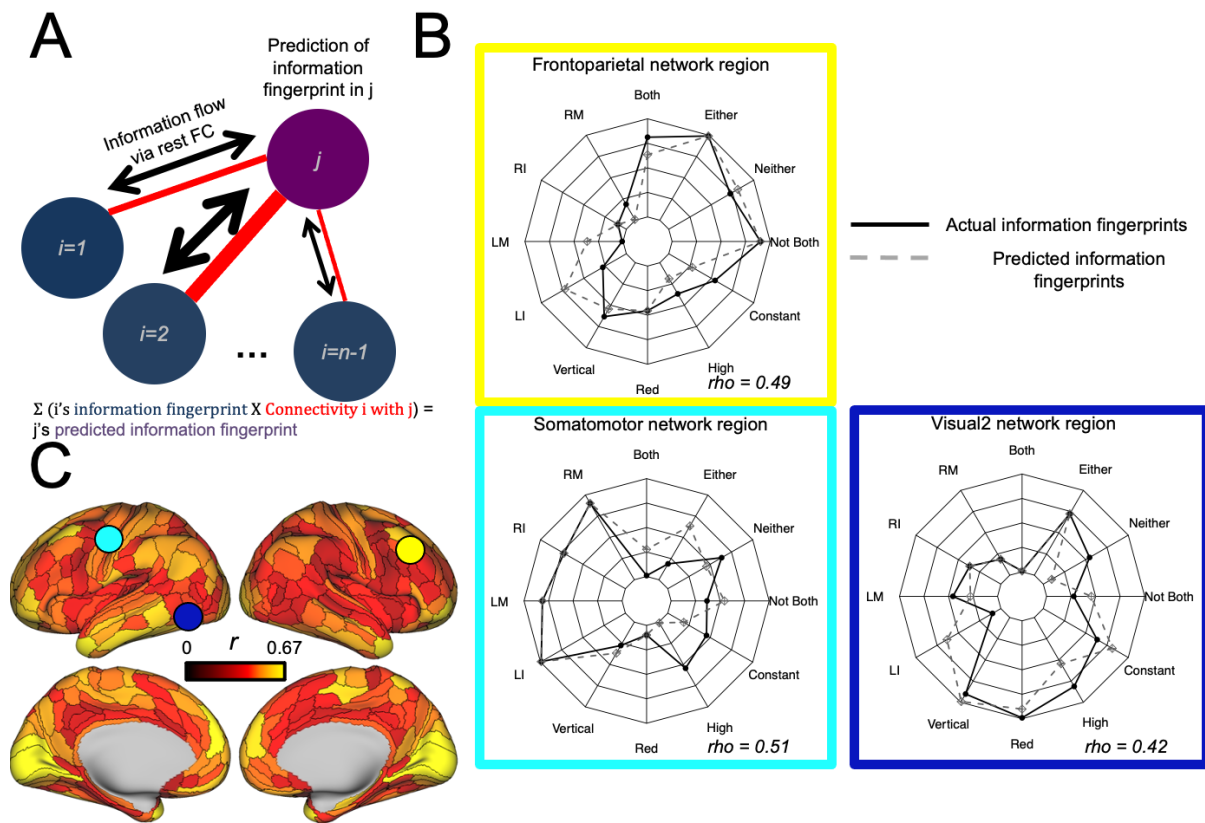 A
Prediction of
information
fingerprint in j
Information flow
via rest FC
j
i=1
i=2
...
i=n-1
Σ (i's information fingerprint X Connectivity i with j) =
j's predicted information fingerprint
B
Frontoparietal network region
Both
Either
Neither
Not Both
Constant
High
Red
Vertical
LI
LM
RI
RM
rho = 0.49
Actual information fingerprints
Predicted information
fingerprints
Somatomotor network region
Both
Either
Neither
Not Both
Constant
High
Red
Vertical
LI
LM
RI
RM
rho = 0.51
Visual2 network region
Both
Either
Neither
Not Both
Constant
High
Red
Vertical
LI
LM
RI
RM
rho = 0.42
C
0 r 0.67